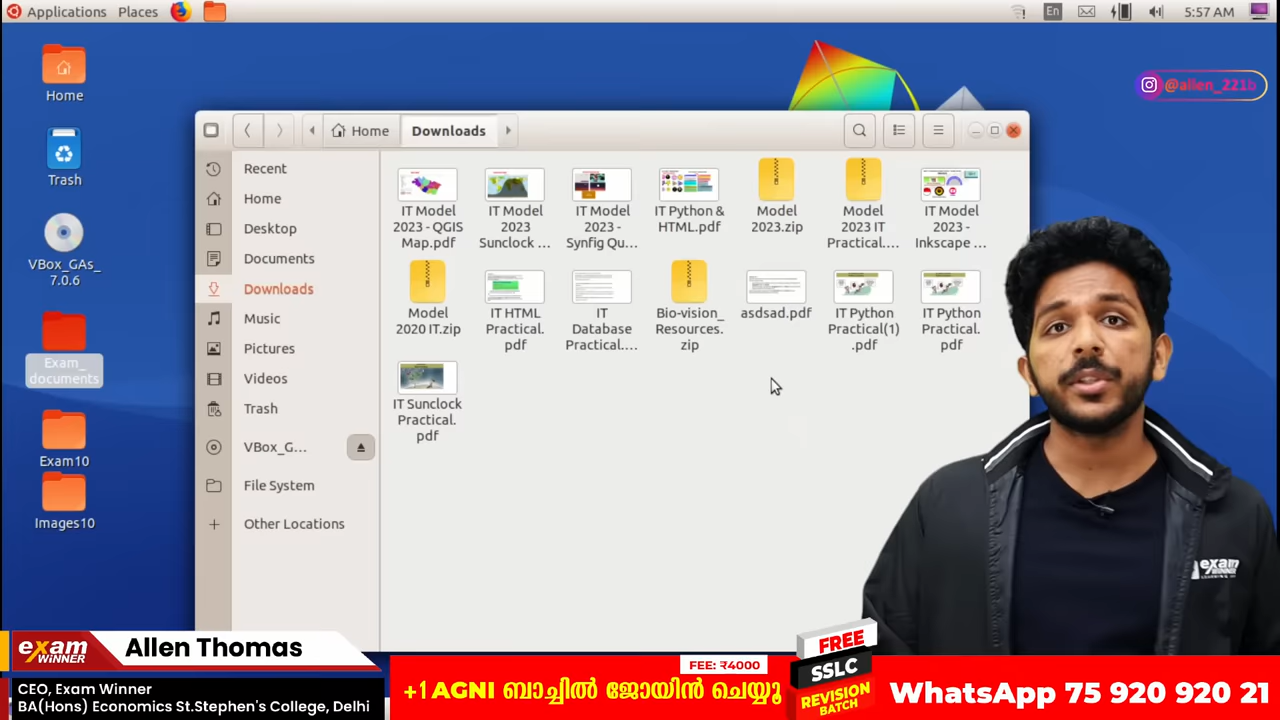 Applications Places
En
5:57 AM
@allen_221b
Home
Trash
VBox_GAs_
7.0.6
Exam_
documents
Exam10
Images10
Home
Downloads
Recent
Home
Desktop
Documents
Downloads
Music
Pictures
Videos
Trash
VBox_G...
File System
Other Locations
IT Model
2023 - QGIS
Map.pdf
IT Model
2023
Sunclock ...
IT Model
2023 -
Synfig Qu...
IT Python &
HTML.pdf
Model
2023.zip
Model
2023 IT
Practical....
IT Model
2023 -
Inkscape ...
Model
2020 IT.zip
IT HTML
Practical.
pdf
IT
Database
Practical....
Bio-vision_
Resources.
zip
asdsad.pdf
IT Python
Practical(1)
.pdf
IT Python
Practical.
pdf
IT Sunclock
Practical.
pdf
exam
WINNER
exam
WINNER
Allen Thomas
CEO, Exam Winner
BA(Hons) Economics St.Stephen's College, Delhi
FEE: ₹4000
+1 AGNI ബാച്ചിൽ ജോയിൻ ചെയ്യൂ
FREE
SSLC
REVISION
BATCH
WhatsApp 75 920 920 21